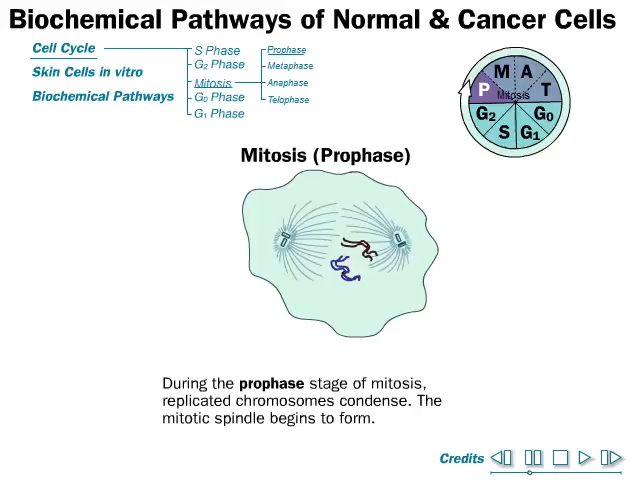 Biochemical Pathways of Normal & Cancer Cells
Cell Cycle
Skin Cells in vitro
Biochemical Pathways
S Phase
G₂ Phase
Mitosis
G₀ Phase
G₁ Phase
Prophase
Metaphase
Anaphase
Telophase
M A
P Mitosis T
G₂ G₀
S G₁
Mitosis (Prophase)
During the prophase stage of mitosis,
replicated chromosomes condense. The
mitotic spindle begins to form.
Credits